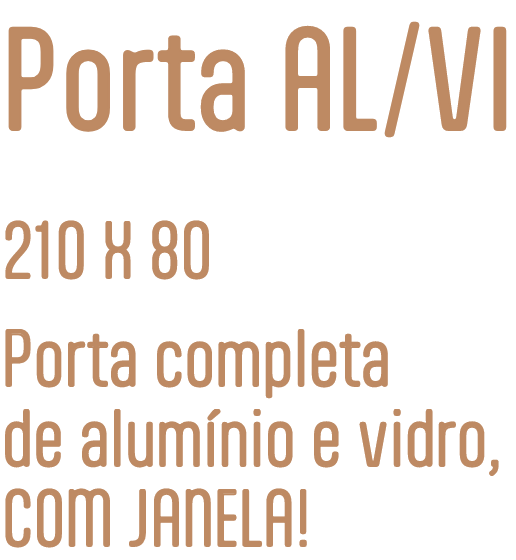 Porta AL/VI
210 X 80
Porta completa
de alumínio e vidro,
COM JANELA!